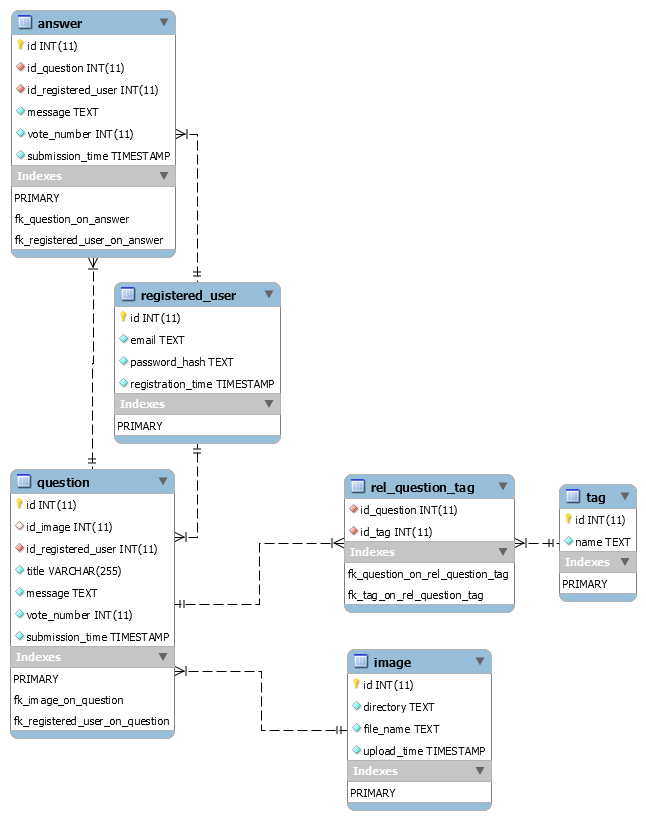 answer
id INT(11)
id_question INT(11)
id_registered_user INT(11)
message TEXT
vote_number INT(11)
submission_time TIMESTAMP
Indexes
PRIMARY
fk_question_on_answer
fk_registered_user_on_answer
registered_user
id INT(11)
email TEXT
password_hash TEXT
registration_time TIMESTAMP
Indexes
PRIMARY
question
id INT(11)
id_image INT(11)
id_registered_user INT(11)
title VARCHAR(255)
message TEXT
vote_number INT(11)
submission_time TIMESTAMP
Indexes
PRIMARY
fk_image_on_question
fk_registered_user_on_question
rel_question_tag
id_question INT(11)
id_tag INT(11)
Indexes
fk_question_on_rel_question_tag
fk_tag_on_rel_question_tag
tag
id INT(11)
name TEXT
Indexes
PRIMARY
image
id INT(11)
directory TEXT
file_name TEXT
upload_time TIMESTAMP
Indexes
PRIMARY